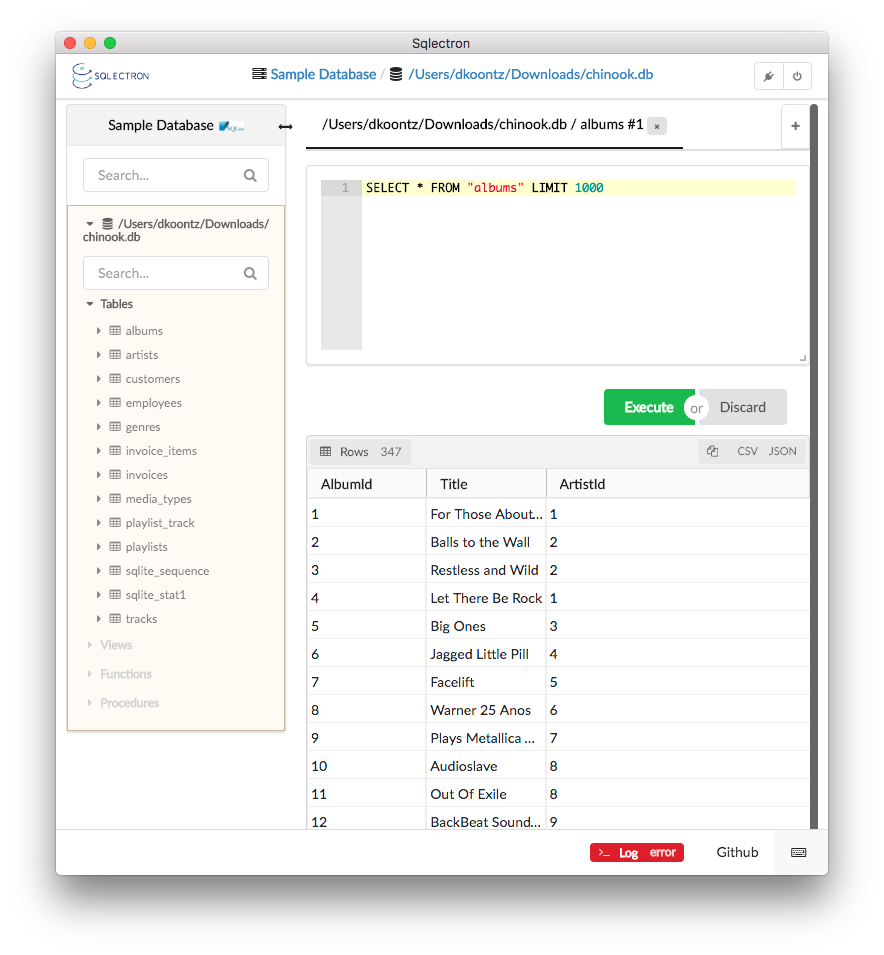 Sqlectron
SQLECTRON
Sample Database / /Users/dkoontz/Downloads/chinook.db
Sample Database
Search...
/Users/dkoontz/Downloads/
chinook.db
Search...
Tables
albums
artists
customers
employees
genres
invoice_items
invoices
media_types
playlist_track
playlists
sqlite_sequence
sqlite_stat1
tracks
Views
Functions
Procedures
/Users/dkoontz/Downloads/chinook.db / albums #1 ×
+
1 SELECT * FROM "albums" LIMIT 1000
Execute or Discard
Rows 347 CSV JSON
AlbumId Title ArtistId
1 For Those About... 1
2 Balls to the Wall 2
3 Restless and Wild 2
4 Let There Be Rock 1
5 Big Ones 3
6 Jagged Little Pill 4
7 Facelift 5
8 Warner 25 Anos 6
9 Plays Metallica ... 7
10 Audioslave 8
11 Out Of Exile 8
12 BackBeat Sound... 9
>_ Log error Github